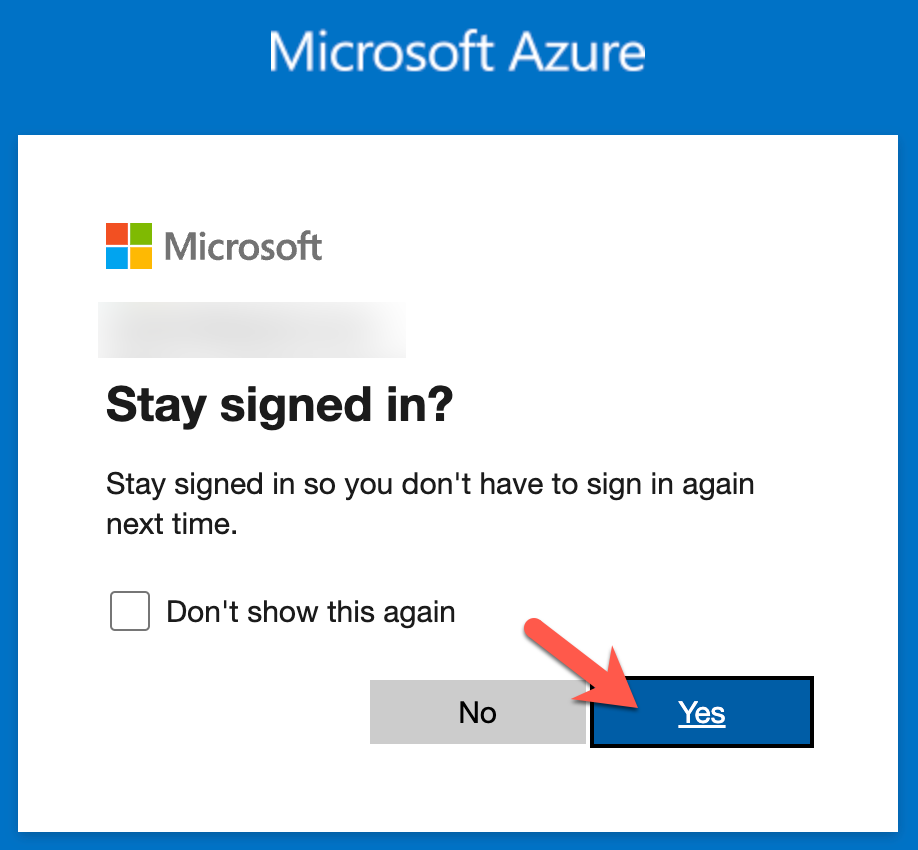 Microsoft Azure
Microsoft
Stay signed in?
Stay signed in so you don't have to sign in again
next time.
Don't show this again
No
Yes